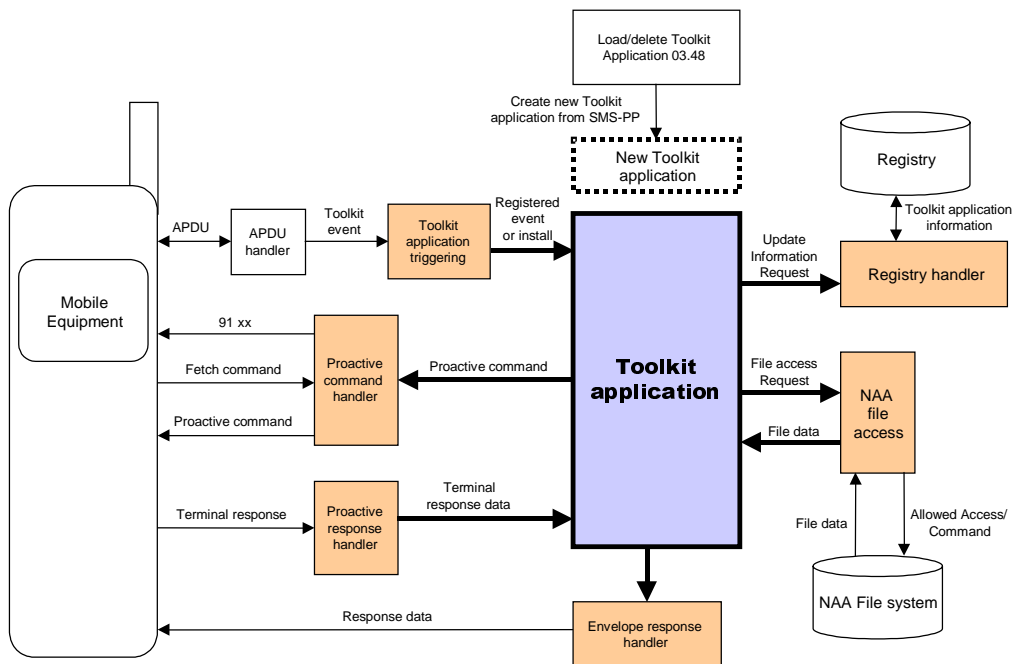 Load/delete Toolkit
Application 03.48
Create new Toolkit
application from SMS-PP
New Toolkit
application
Registry
Toolkit application
information
APDU
APDU
handler
Toolkit
event
Toolkit
application
triggering
Registered
event
or install
Update
Information
Request
Registry handler
Mobile
Equipment
91 xx
Fetch command
Proactive command
Proactive
command
handler
Proactive command
Toolkit
application
File access
Request
File data
NAA
file
access
Terminal response
Proactive
response
handler
Terminal
response data
File data
Allowed Access/
Command
NAA File system
Response data
Envelope response
handler